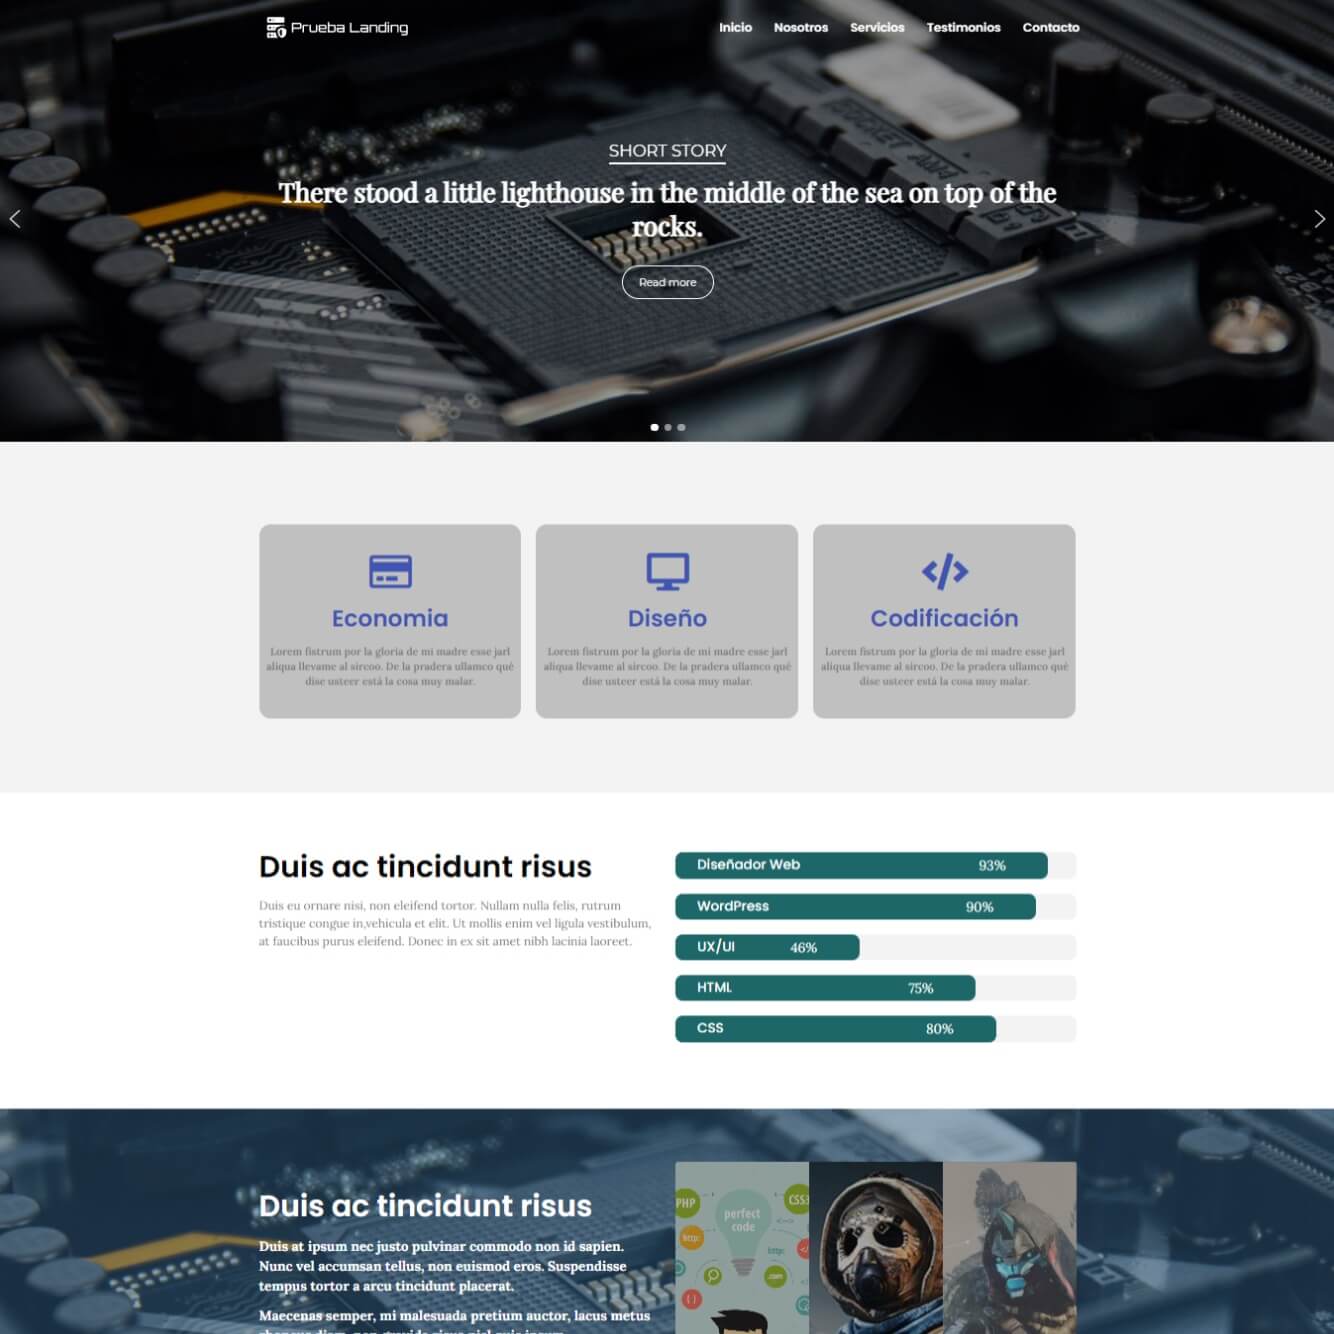 Prueba Landing
Inicio Nosotros Servicios Testimonios Contacto
SHORT STORY
There stood a little lighthouse in the middle of the sea on top of the
rocks.
Read more
SOCKET AM4
Economia
Lorem fistrum por la gloria de mi madre esse jarl
aliqua llevame al sircoo. De la pradera ullamco qué
dise usteer está la cosa muy malar.
Diseño
Lorem fistrum por la gloria de mi madre esse jarl
aliqua llevame al sircoo. De la pradera ullamco qué
dise usteer está la cosa muy malar.
Codificación
Lorem fistrum por la gloria de mi madre esse jarl
aliqua llevame al sircoo. De la pradera ullamco qué
dise usteer está la cosa muy malar.
Duis ac tincidunt risus
Duis eu ornare nisi, non eleifend tortor. Nullam nulla felis, rutrum
tristique congue in,vehicula et elit. Ut mollis enim vel ligula vestibulum,
at faucibus purus eleifend. Donec in ex sit amet nibh lacinia laoreet.
Diseñador Web 93%
WordPress 90%
UX/UI 46%
HTML 75%
CSS 80%
Duis ac tincidunt risus
Duis at ipsum nec justo pulvinar commodo non id sapien.
Nunc vel accumsan tellus, non euismod eros. Suspendisse
tempus tortor a arcu tincidunt placerat.
Maecenas semper, mi malesuada pretium auctor, lacus metus
PHP
CSS3
perfect
code
http:
http:
.com